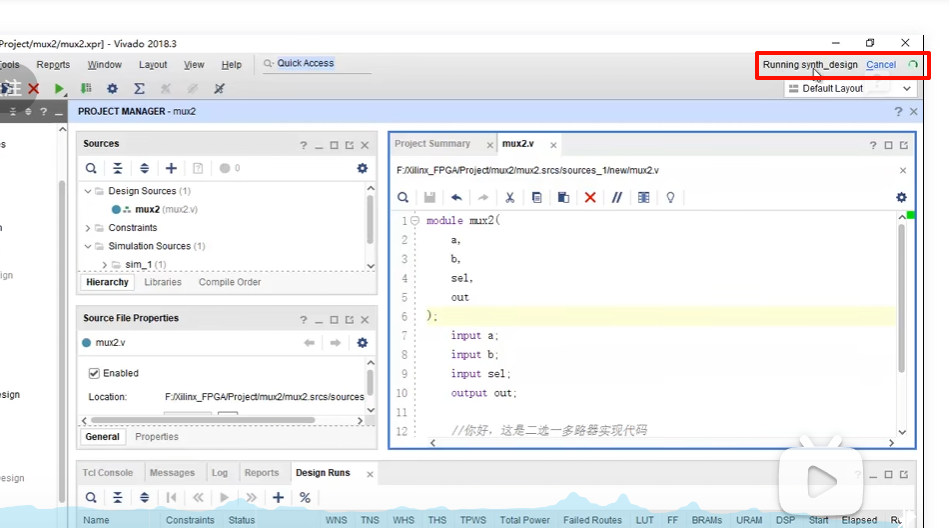 Project/mux2/mux2.xpr] - Vivado 2018.3
Tools Reports Window Layout View Help Quick Access
Running synth_design Cancel
注
Default Layout
PROJECT MANAGER - mux2
Sources
0
Design Sources (1)
mux2 (mux2.v)
Constraints
Simulation Sources (1)
sim_1 (1)
Hierarchy Libraries Compile Order
Source File Properties
mux2.v
Enabled
Location: F:/Xilinx_FPGA/Project/mux2/mux2.srcs/sources
General Properties
Project Summary mux2.v
F:/Xilinx_FPGA/Project/mux2/mux2.srcs/sources_1/new/mux2.v
1 module mux2(
2 a,
3 b,
4 sel,
5 out
6 );
7 input a;
8 input b;
9 input sel;
10 output out;
11
12 //你好，这是二选一多路器实现代码
sign
esign
esign
Tcl Console Messages Log Reports Design Runs
Name Constraints Status WNS TNS WHS THS TPWS Total Power Failed Routes LUT FF BRAMs URAM DSP Start Elapsed